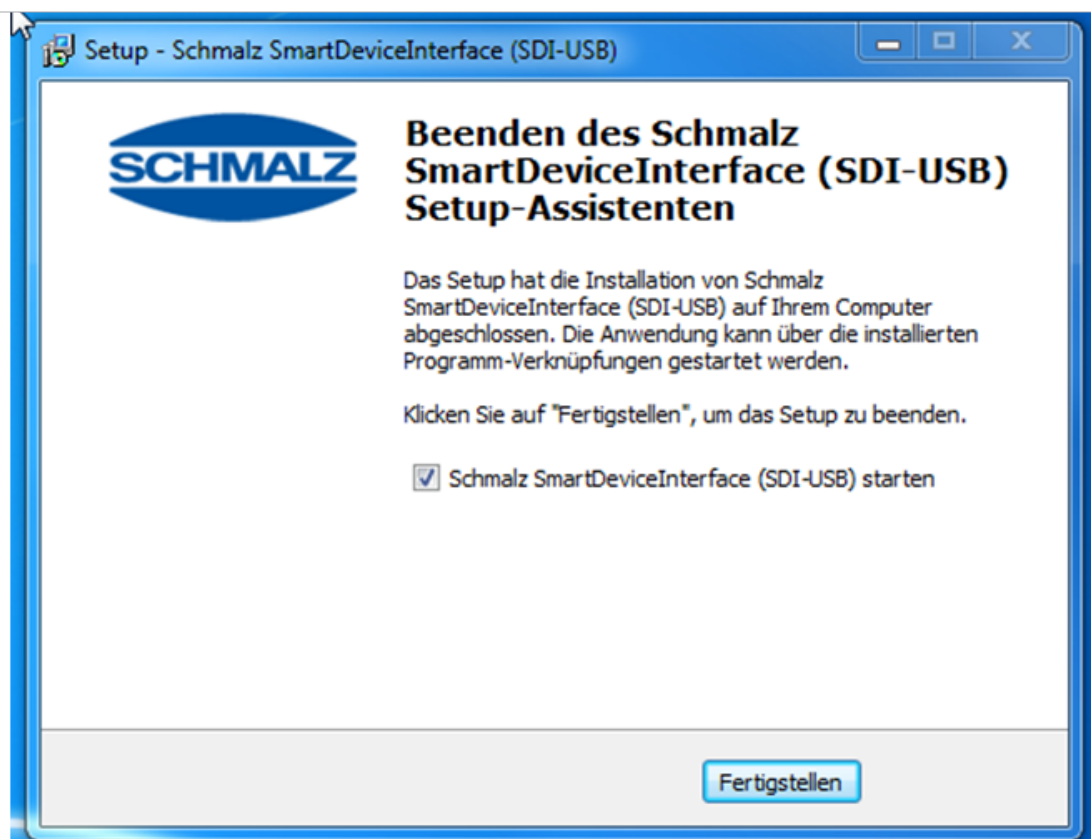 Setup - Schmalz SmartDeviceInterface (SDI-USB)
SCHMALZ
Beenden des Schmalz
SmartDeviceInterface (SDI-USB)
Setup-Assistenten
Das Setup hat die Installation von Schmalz
SmartDeviceInterface (SDI-USB) auf Ihrem Computer
abgeschlossen. Die Anwendung kann über die installierten
Programm-Verknüpfungen gestartet werden.
Klicken Sie auf "Fertigstellen", um das Setup zu beenden.
Schmalz SmartDeviceInterface (SDI-USB) starten
Fertigstellen